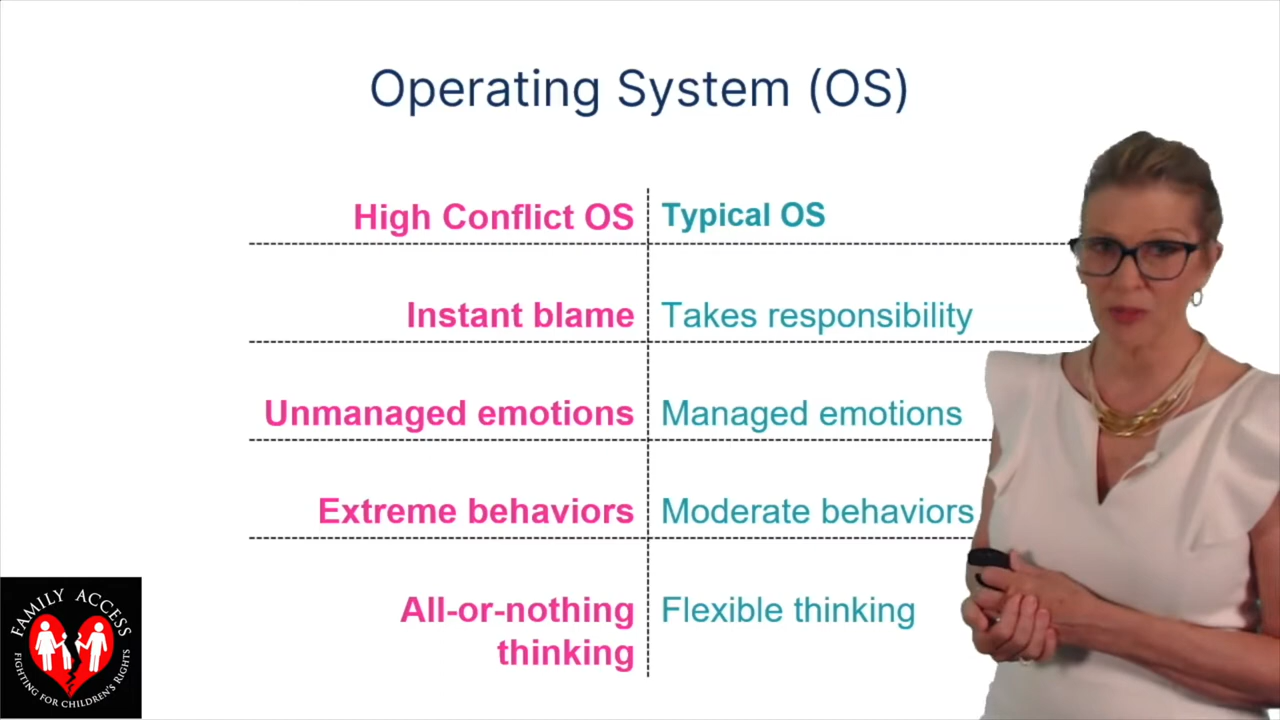 Operating System (OS)
High Conflict OS Typical OS
Instant blame Takes responsibility
Unmanaged emotions Managed emotions
Extreme behaviors Moderate behaviors
All-or-nothing Flexible thinking
thinking
FAMILY ACCESS
FIGHTING FOR CHILDREN'S RIGHTS